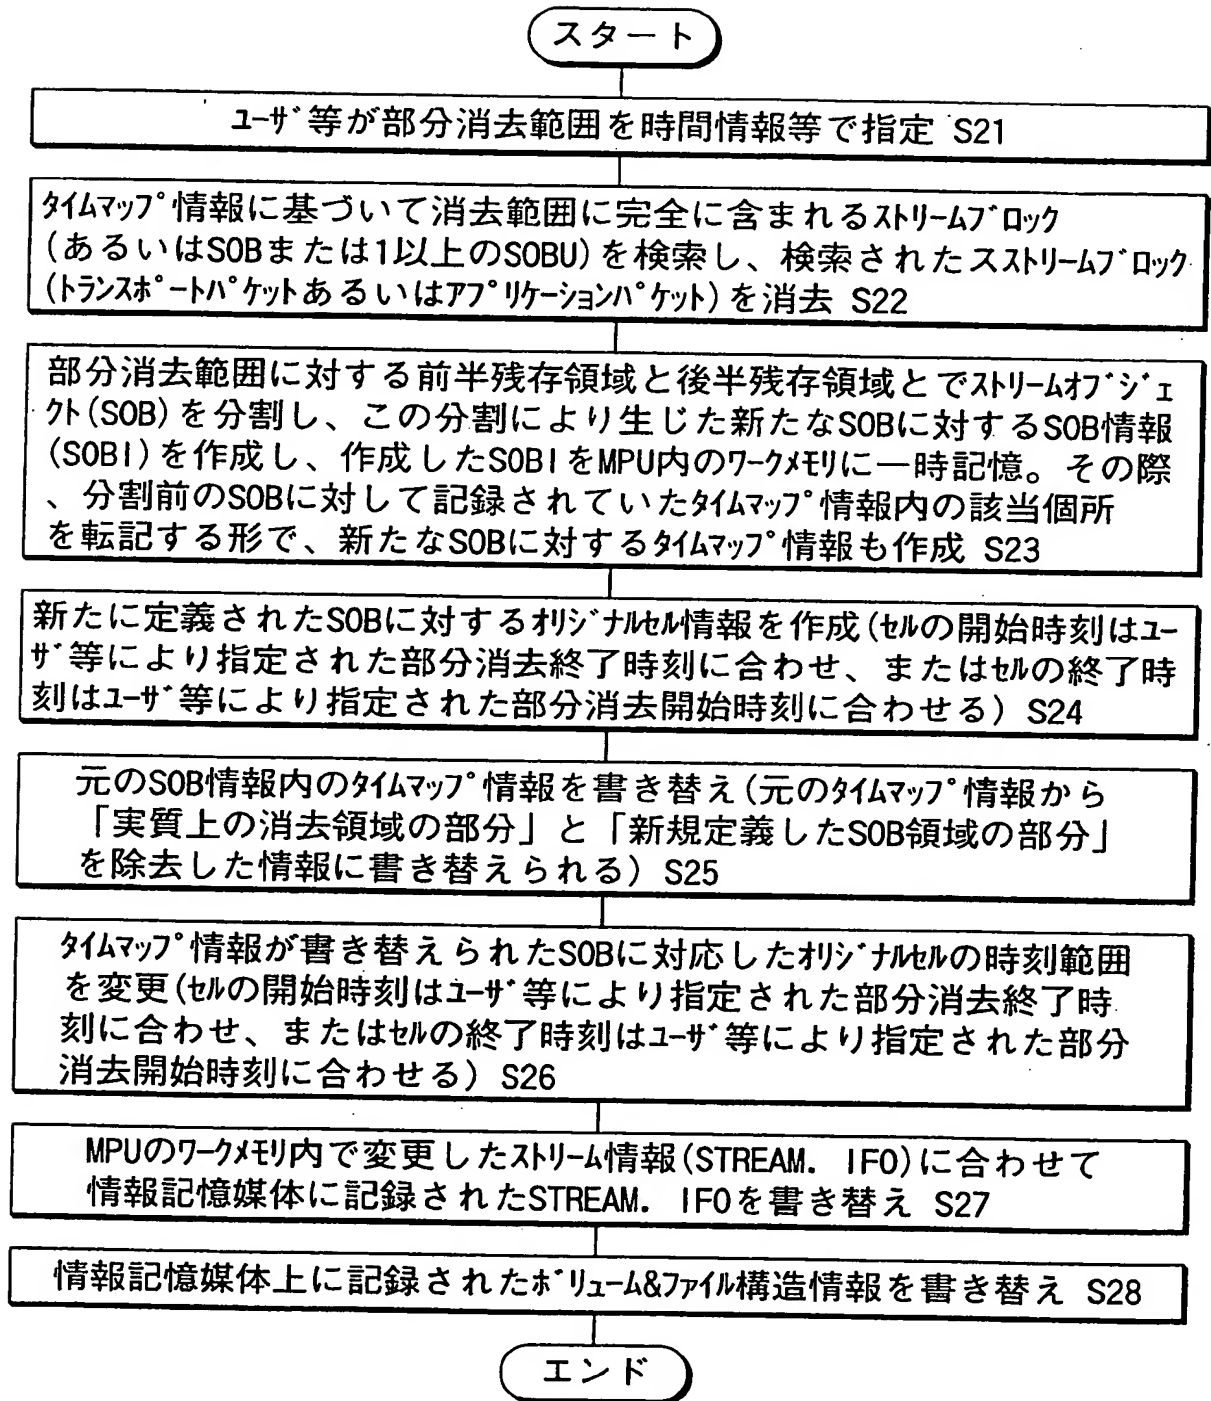 スタート
ユーザ等が部分消去範囲を時間情報等で指定 S21
タイムマップ情報に基づいて消去範囲に完全に含まれるストリームブロック
(あるいはSOBまたは1以上のSOBU)を検索し、検索されたスストリームブロック
(トランスポートパケットあるいはアプリケーションパケット)を消去 S22
部分消去範囲に対する前半残存領域と後半残存領域とでストリームオブジェ
クト(SOB)を分割し、この分割により生じた新たなSOBに対するSOB情報
(SOBI)を作成し、作成したSOBIをMPU内のワークメモリに一時記憶。その際
、分割前のSOBに対して記録されていたタイムマップ情報内の該当個所
を転記する形で、新たなSOBに対するタイムマップ情報も作成 S23
新たに定義されたSOBに対するオリジナルセル情報を作成(セルの開始時刻はユー
ザ等により指定された部分消去終了時刻に合わせ、またはセルの終了時
刻はユーザ等により指定された部分消去開始時刻に合わせる) S24
元のSOB情報内のタイムマップ情報を書き替え(元のタイムマップ情報から
「実質上の消去領域の部分」と「新規定義したSOB領域の部分」
を除去した情報に書き替えられる) S25
タイムマップ情報が書き替えられたSOBに対応したオリジナルセルの時刻範囲
を変更(セルの開始時刻はユーザ等により指定された部分消去終了時
刻に合わせ、またはセルの終了時刻はユーザ等により指定された部分
消去開始時刻に合わせる) S26
MPUのワークメモリ内で変更したストリーム情報(STREAM. IFO)に合わせて
情報記憶媒体に記録されたSTREAM. IFOを書き替え S27
情報記憶媒体上に記録されたボリューム&ファイル構造情報を書き替え S28
エンド